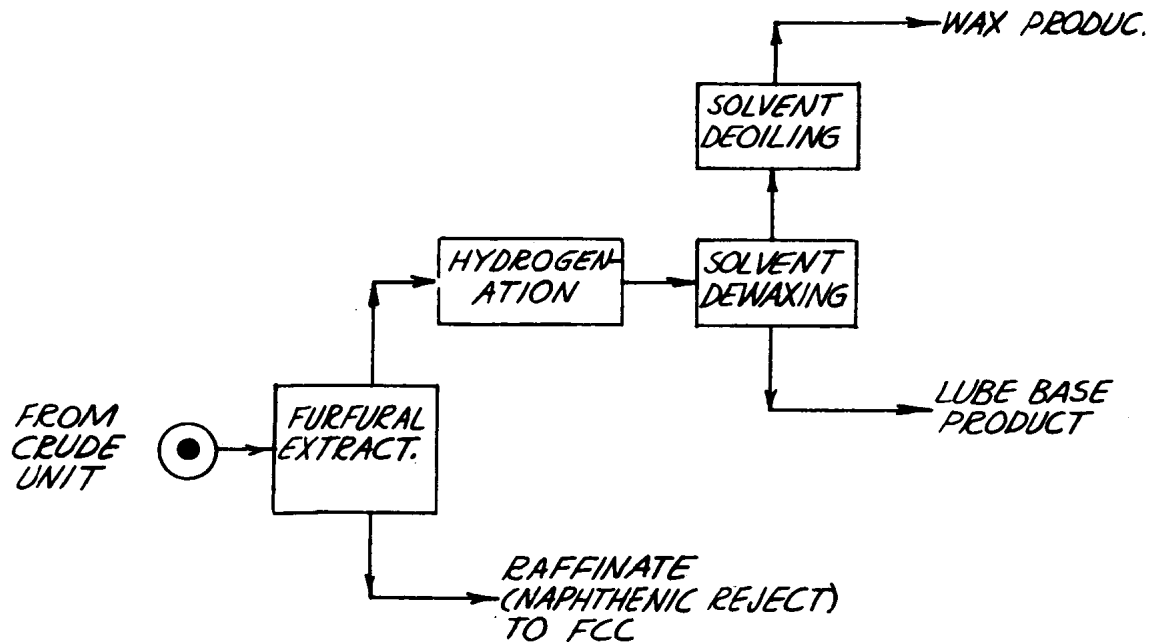 WAX PRODUC.
SOLVENT
DEOILING
HYDROGEN-
ATION
SOLVENT
DEWAXING
FROM
CRUDE
UNIT
FURFURAL
EXTRACT.
LUBE BASE
PRODUCT
RAFFINATE
(NAPHTHENIC REJECT)
TO FCC